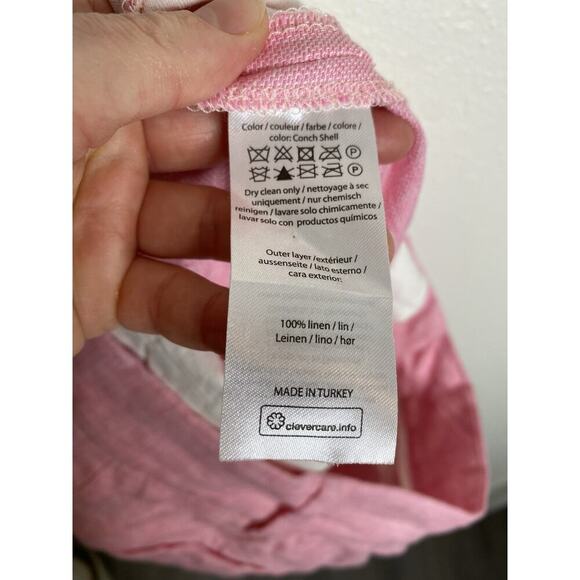 Color / couleur / farbe / colore /
color: Conch Shell
P
P
Dry clean only / nettoyage à sec
uniquement / nur chemisch
reinigen / lavare solo chimicamente /
lavar solo con productos químicos
Outer layer /extérieur /
aussenseite / lato esterno /
cara exterior:
100% linen / lin /
Leinen / lino / hør
MADE IN TURKEY
clevercare.info